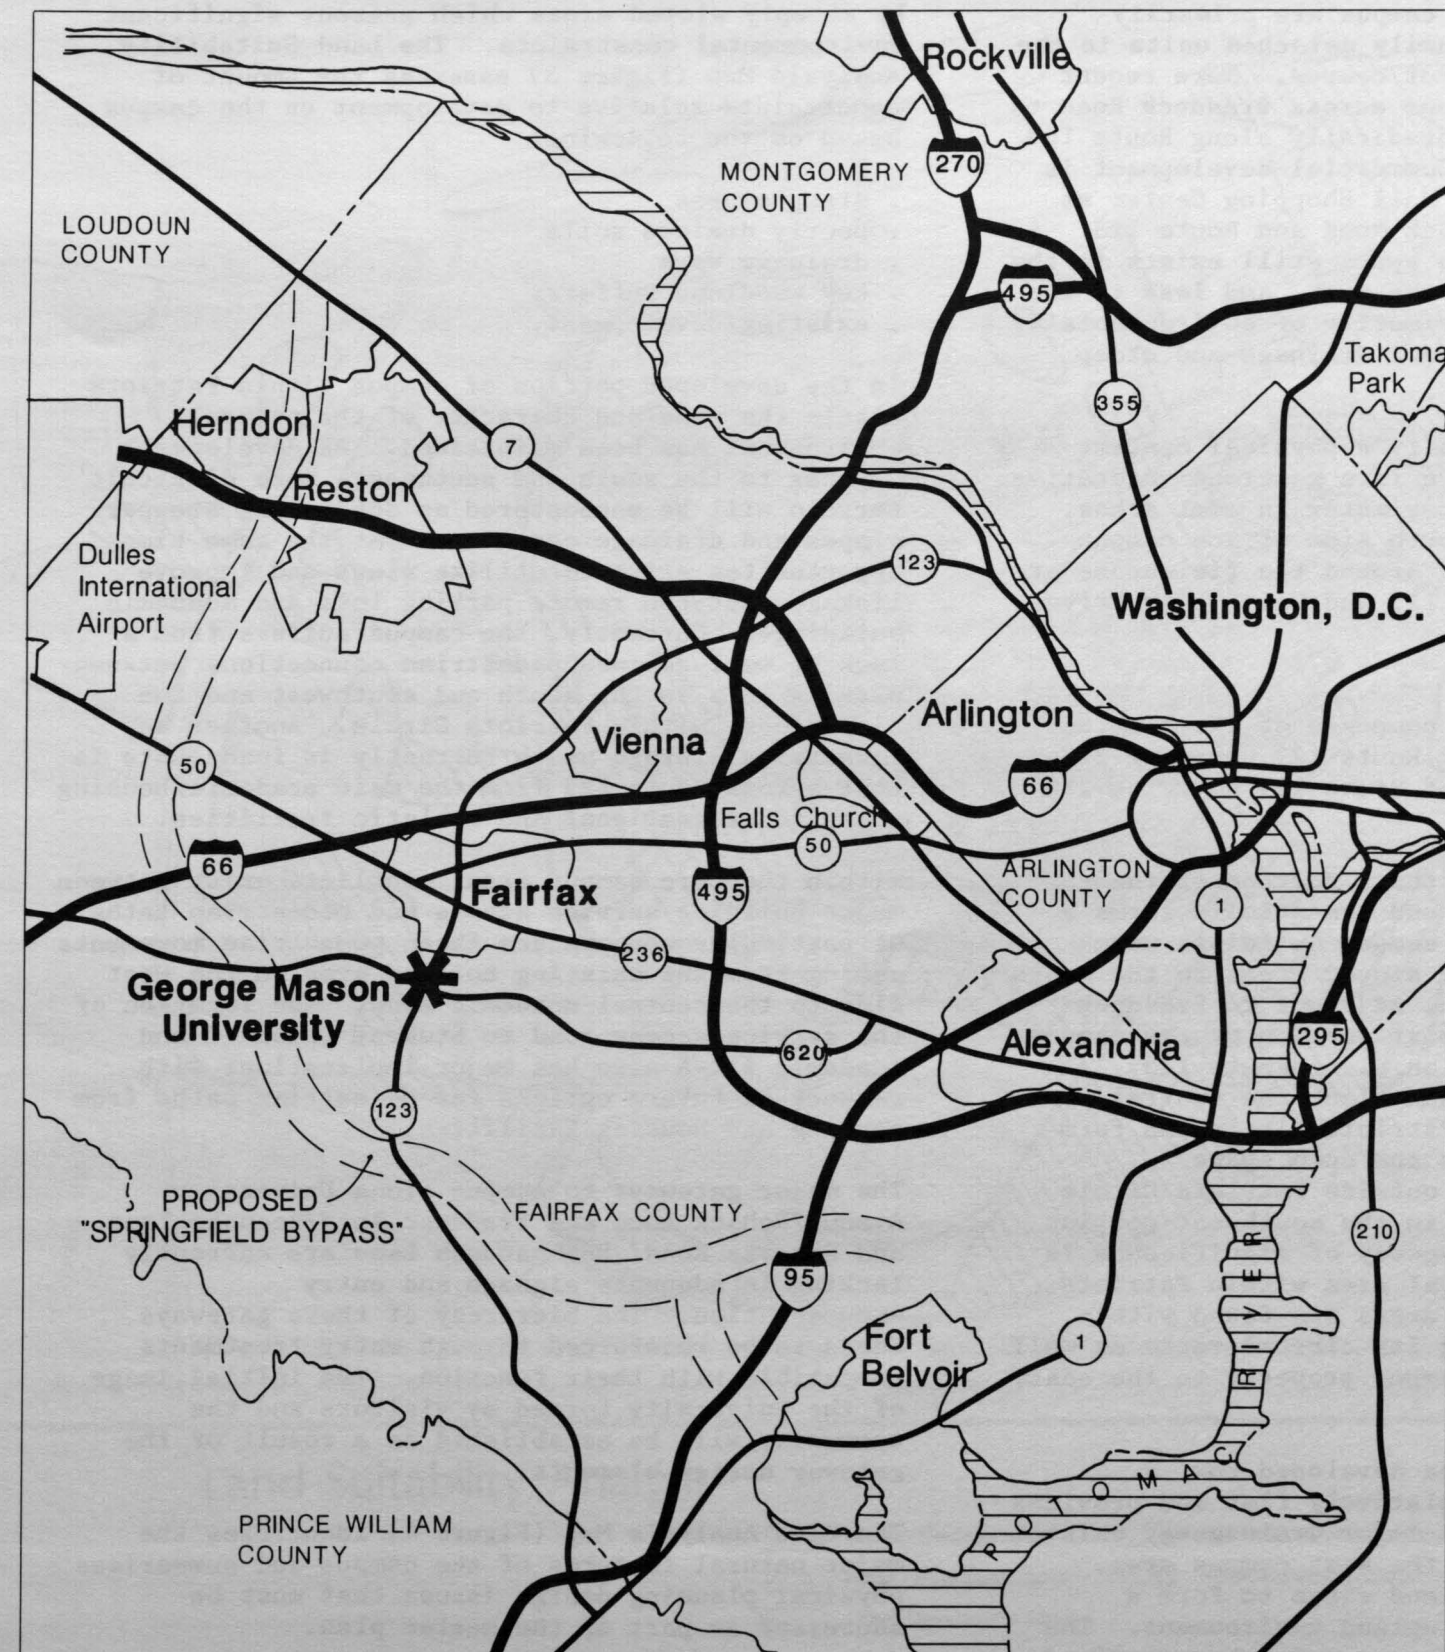 Rockville
270
MONTGOMERY
COUNTY
LOUDOUN
COUNTY
495
Takoma
Park
355
Herndon
7
Reston
Dulles
International
Airport
123
Washington, D.C.
Arlington
Vienna
50
66
Falls Church
50
66
ARLINGTON
COUNTY
495
Fairfax
1
236
George Mason
University
295
Alexandria
620
123
PROPOSED
"SPRINGFIELD BYPASS"
FAIRFAX COUNTY
210
95
Fort
Belvoir
1
POTOMAC RIVER
PRINCE WILLIAM
COUNTY